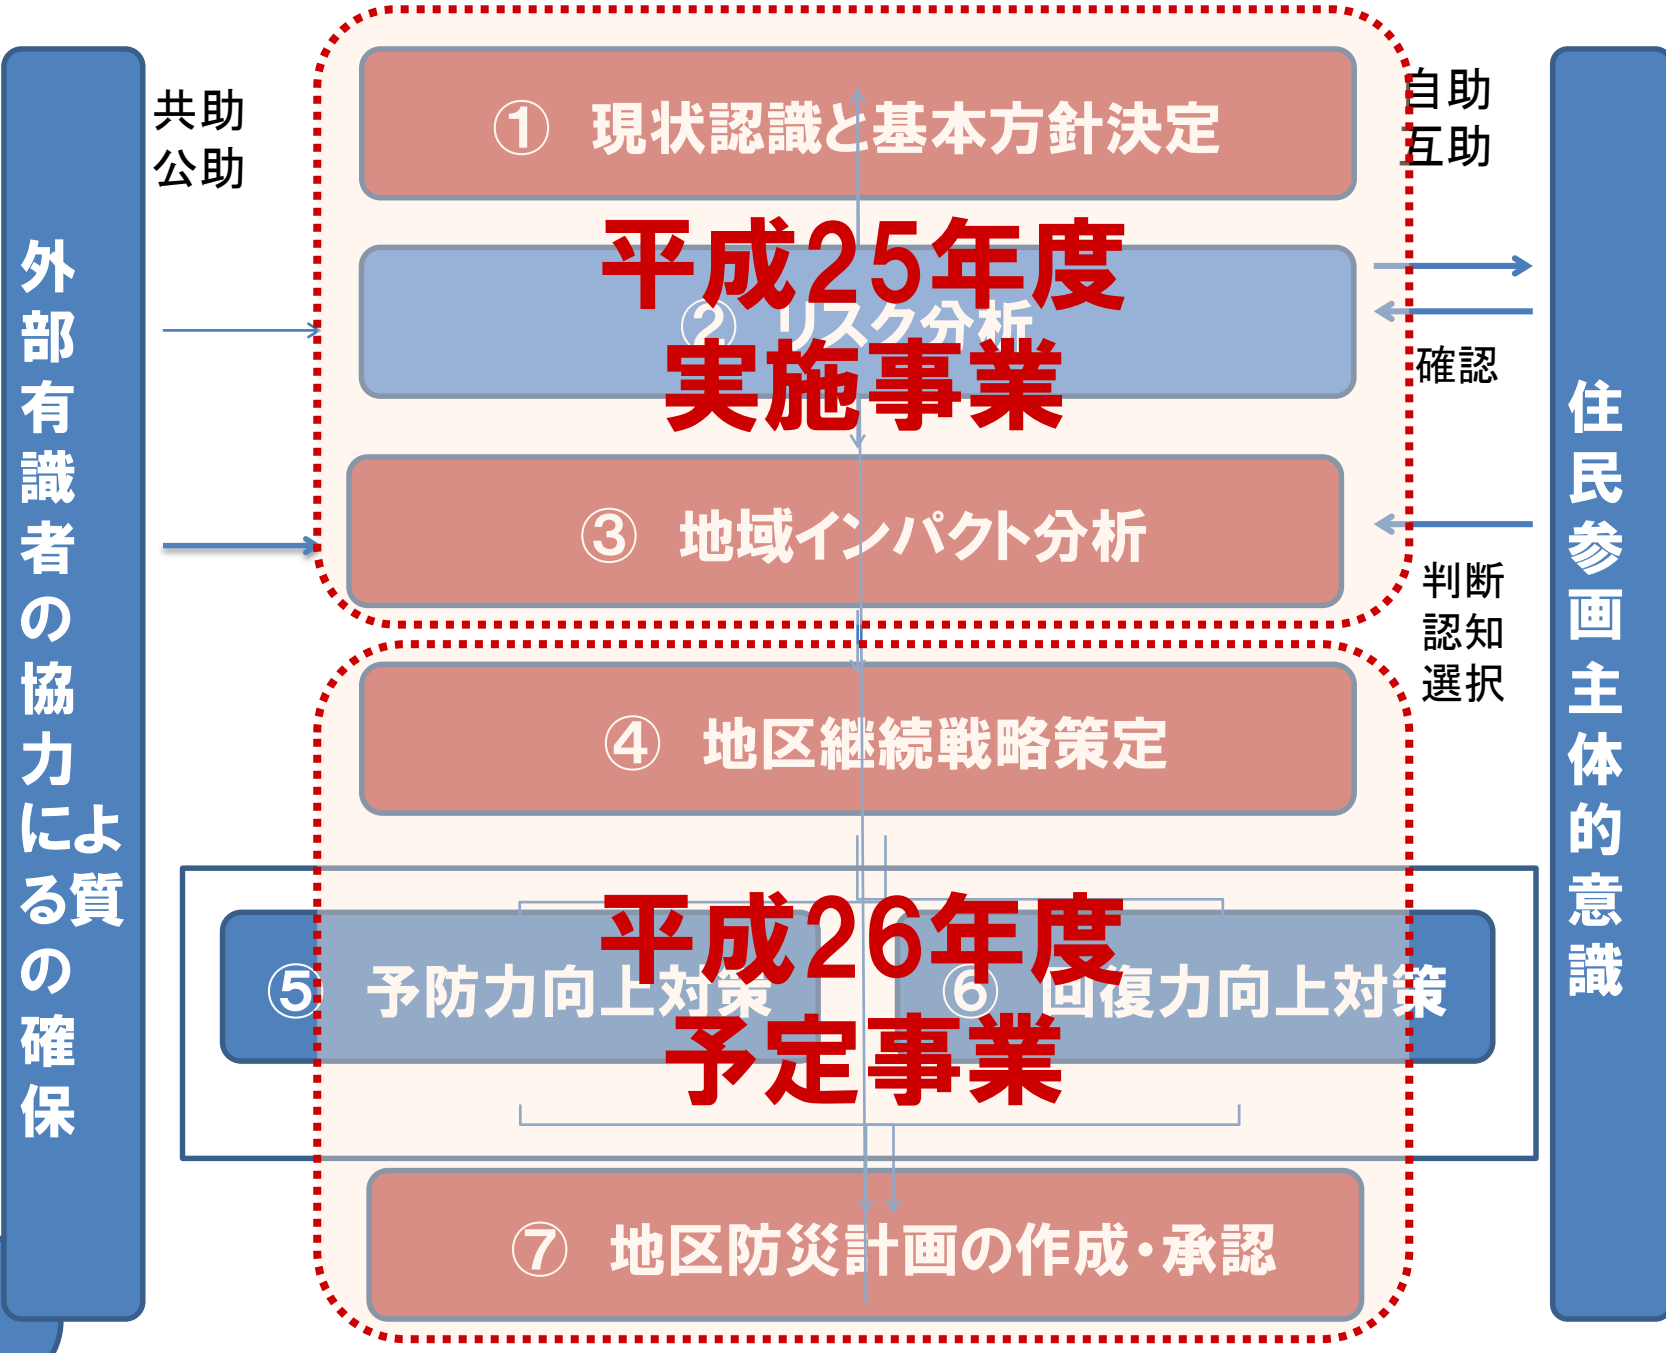 外部有識者の協力による質の確保
共助
公助
① 現状認識と基本方針決定
平成25年度
② リスク分析
実施事業
③ 地域インパクト分析
④ 地区継続戦略策定
平成26年度
⑤ 予防力向上対策
⑥ 回復力向上対策
予定事業
⑦ 地区防災計画の作成・承認
自助
互助
確認
判断
認知
選択
住民参画主体的意識